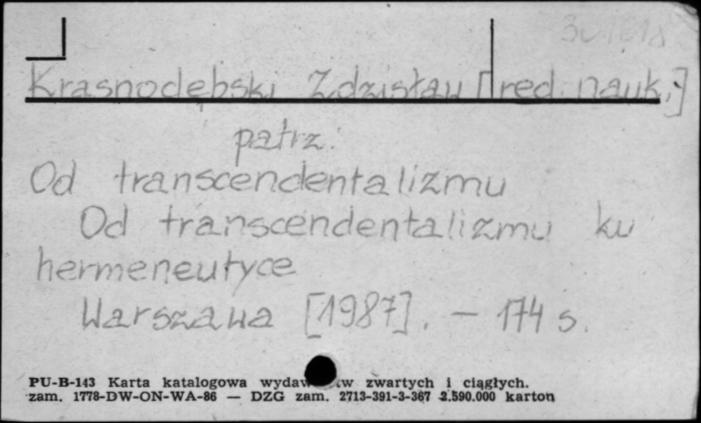 Krasnodębski Zdzisław [red. nauk.]
patrz:
Od transcendentalizmu
Od transcendentalizmu ku
hermeneutyce
Warszawa [1987]. — 174 s.
PU-B-143 Karta katalogowa zwartych i ciągłych.
zam. 1778-DW-ON-WA-86 — DZG zam. 2713-391-3-367 2.590.000 karton